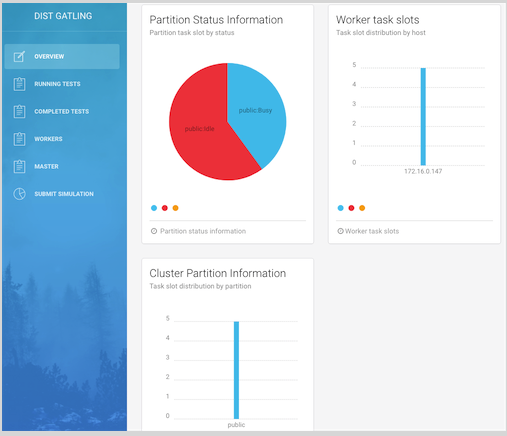 DIST GATLING
OVERVIEW
RUNNING TESTS
COMPLETED TESTS
WORKERS
MASTER
SUBMIT SIMULATION
Partition Status Information
Partition task slot by status
public:Busy
public:Idle
Partition status information
Worker task slots
Task slot distribution by host
5
4
3
2
1
0
172.16.0.147
Worker task slots
Cluster Partition Information
Task slot distribution by partition
5
4
3
2
1
0
public